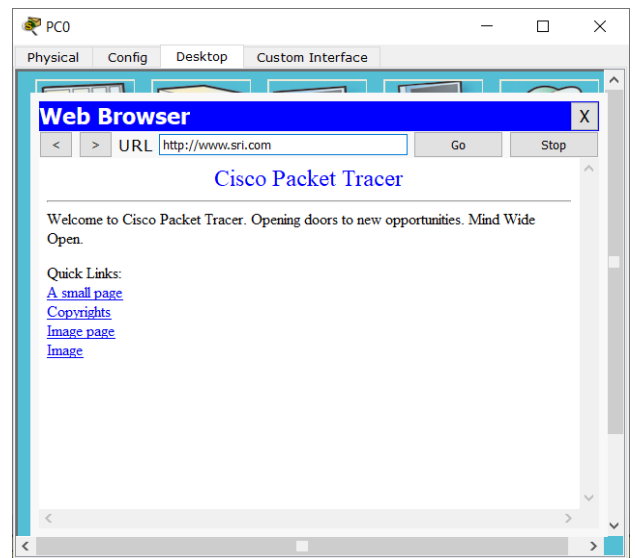 PC0
Physical Config Desktop Custom Interface
Web Browser X
< > URL http://www.sri.com Go Stop
Cisco Packet Tracer
Welcome to Cisco Packet Tracer. Opening doors to new opportunities. Mind Wide
Open.
Quick Links:
A small page
Copyrights
Image page
Image